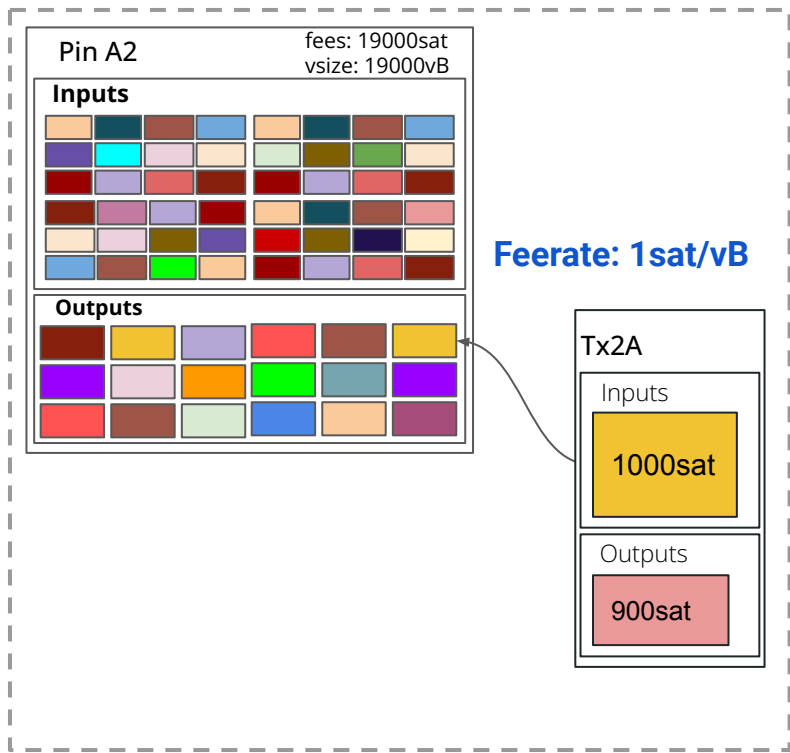 Pin A2
fees: 19000sat
vsize: 19000vB
Inputs
Outputs
Feerate: 1sat/vB
Tx2A
Inputs
1000sat
Outputs
900sat